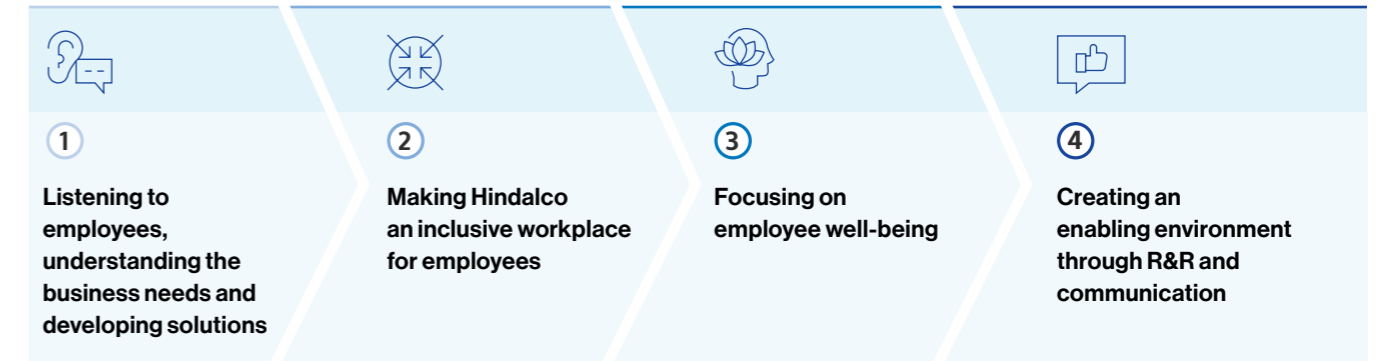 1
Listening to
employees,
understanding the
business needs and
developing solutions
2
Making Hindalco
an inclusive workplace
for employees
3
Focusing on
employee well-being
4
Creating an
enabling environment
through R&R and
communication